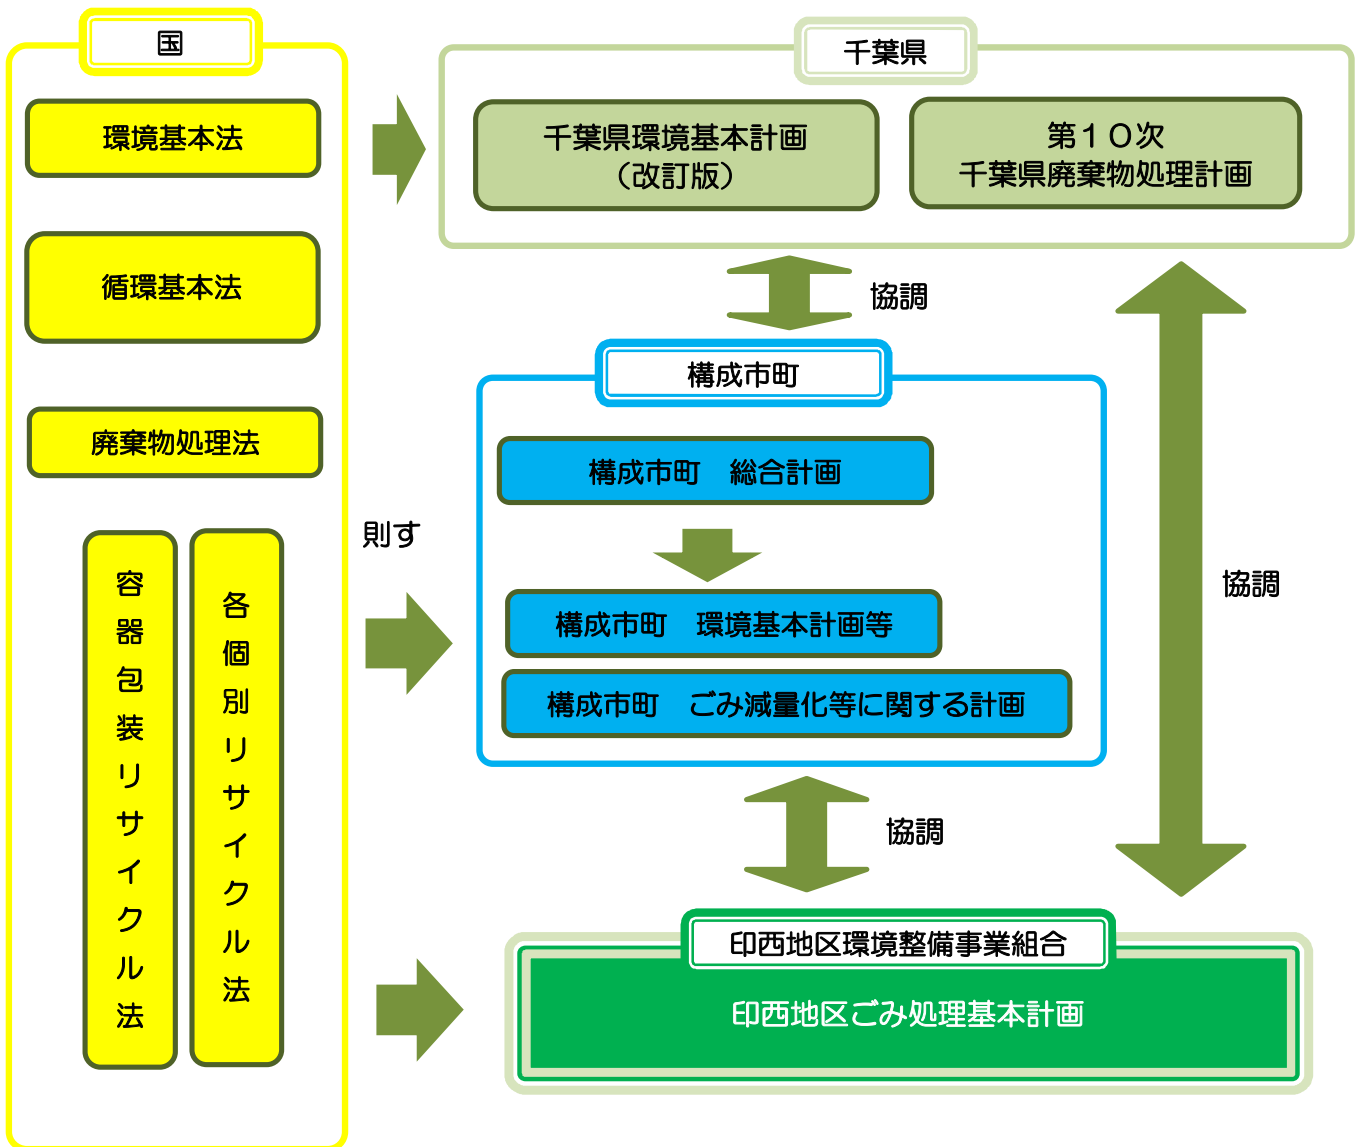 国
環境基本法
循環基本法
廃棄物処理法
容器包装リサイクル法
各個別リサイクル法
則す
千葉県
千葉県環境基本計画
（改訂版）
第１０次
千葉県廃棄物処理計画
協調
構成市町
構成市町　総合計画
構成市町　環境基本計画等
構成市町　ごみ減量化等に関する計画
協調
協調
印西地区環境整備事業組合
印西地区ごみ処理基本計画